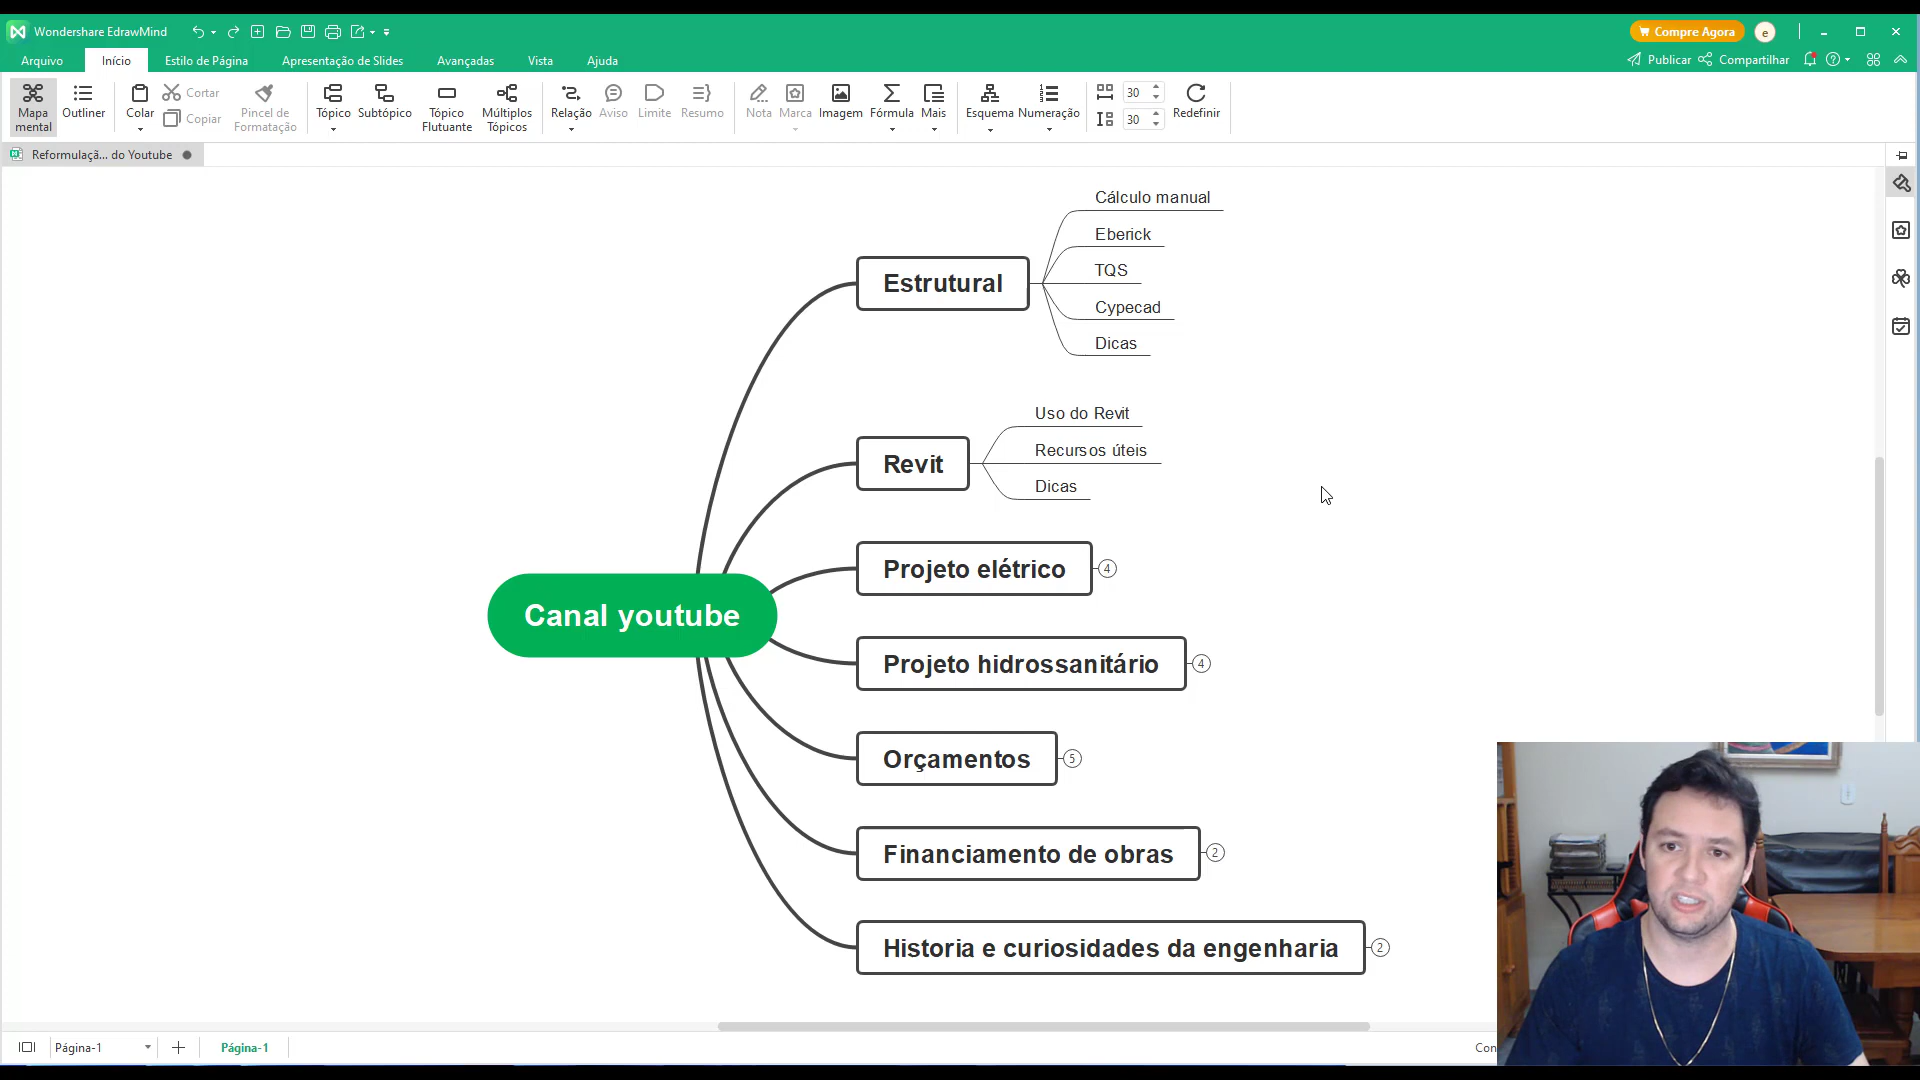 Wondershare EdrawMind
Compre Agora
e
Arquivo
Início
Estilo de Página
Apresentação de Slides
Avançadas
Vista
Ajuda
Publicar
Compartilhar
Mapa mental
Outliner
Colar
Cortar
Copiar
Pincel de Formatação
Tópico
Subtópico
Tópico Flutuante
Múltiplos Tópicos
Relação
Aviso
Limite
Resumo
Nota
Marca
Imagem
Fórmula
Mais
Esquema
Numeração
30
30
Redefinir
Reformulaçã... do Youtube
Canal youtube
Estrutural
Cálculo manual
Eberick
TQS
Cypecad
Dicas
Revit
Uso do Revit
Recursos úteis
Dicas
Projeto elétrico
4
Projeto hidrossanitário
4
Orçamentos
5
Financiamento de obras
2
Historia e curiosidades da engenharia
2
Página-1
Página-1
Con